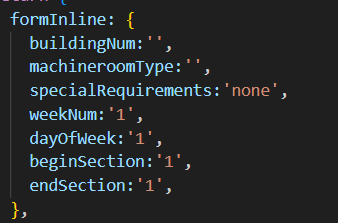 formInline: {
buildingNum:'',
machineroomType:'',
specialRequirements:'none',
weekNum:'1',
dayOfWeek:'1',
beginSection:'1',
endSection:'1',
},